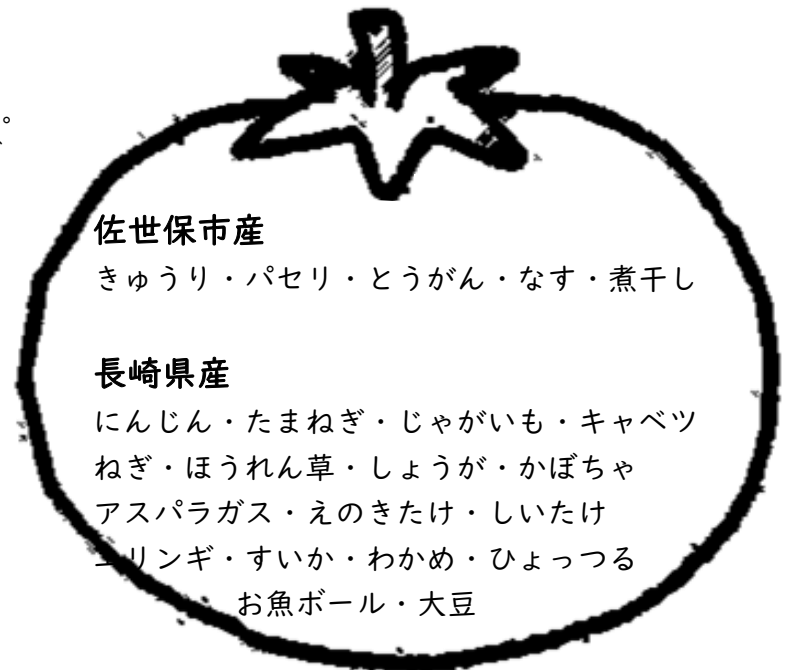 佐世保市産
きゅうり・パセリ・とうがん・なす・煮干し
長崎県産
にんじん・たまねぎ・じゃがいも・キャベツ
ねぎ・ほうれん草・しょうが・かぼちゃ
アスパラガス・えのきたけ・しいたけ
エリンギ・すいか・わかめ・ひょっつる
お魚ボール・大豆